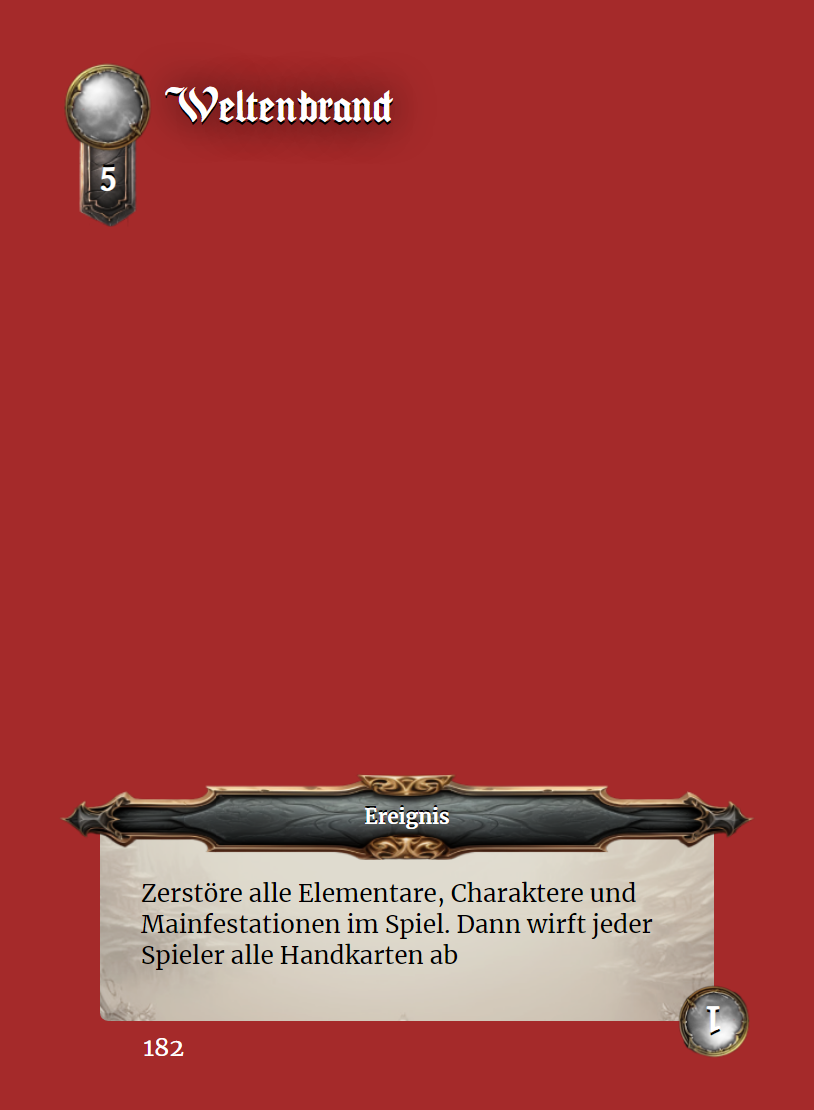 Weltenbrand
5
Ereignis
Zerstöre alle Elementare, Charaktere und
Mainfestationen im Spiel. Dann wirft jeder
Spieler alle Handkarten ab
1
182